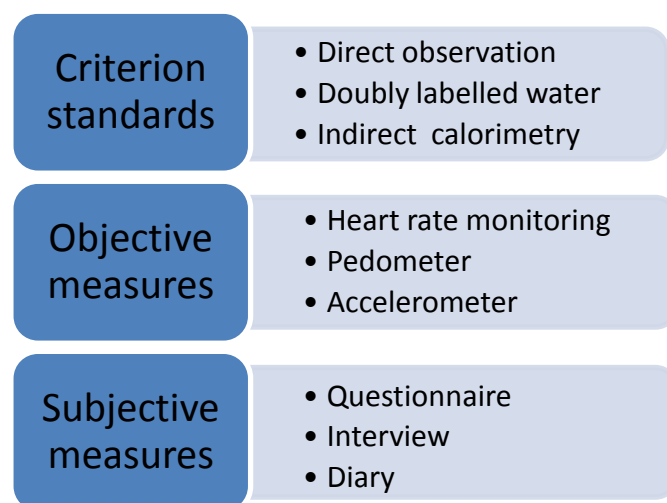 Criterion
standards
• Direct observation
• Doubly labelled water
• Indirect calorimetry
Objective
measures
• Heart rate monitoring
• Pedometer
• Accelerometer
Subjective
measures
• Questionnaire
• Interview
• Diary